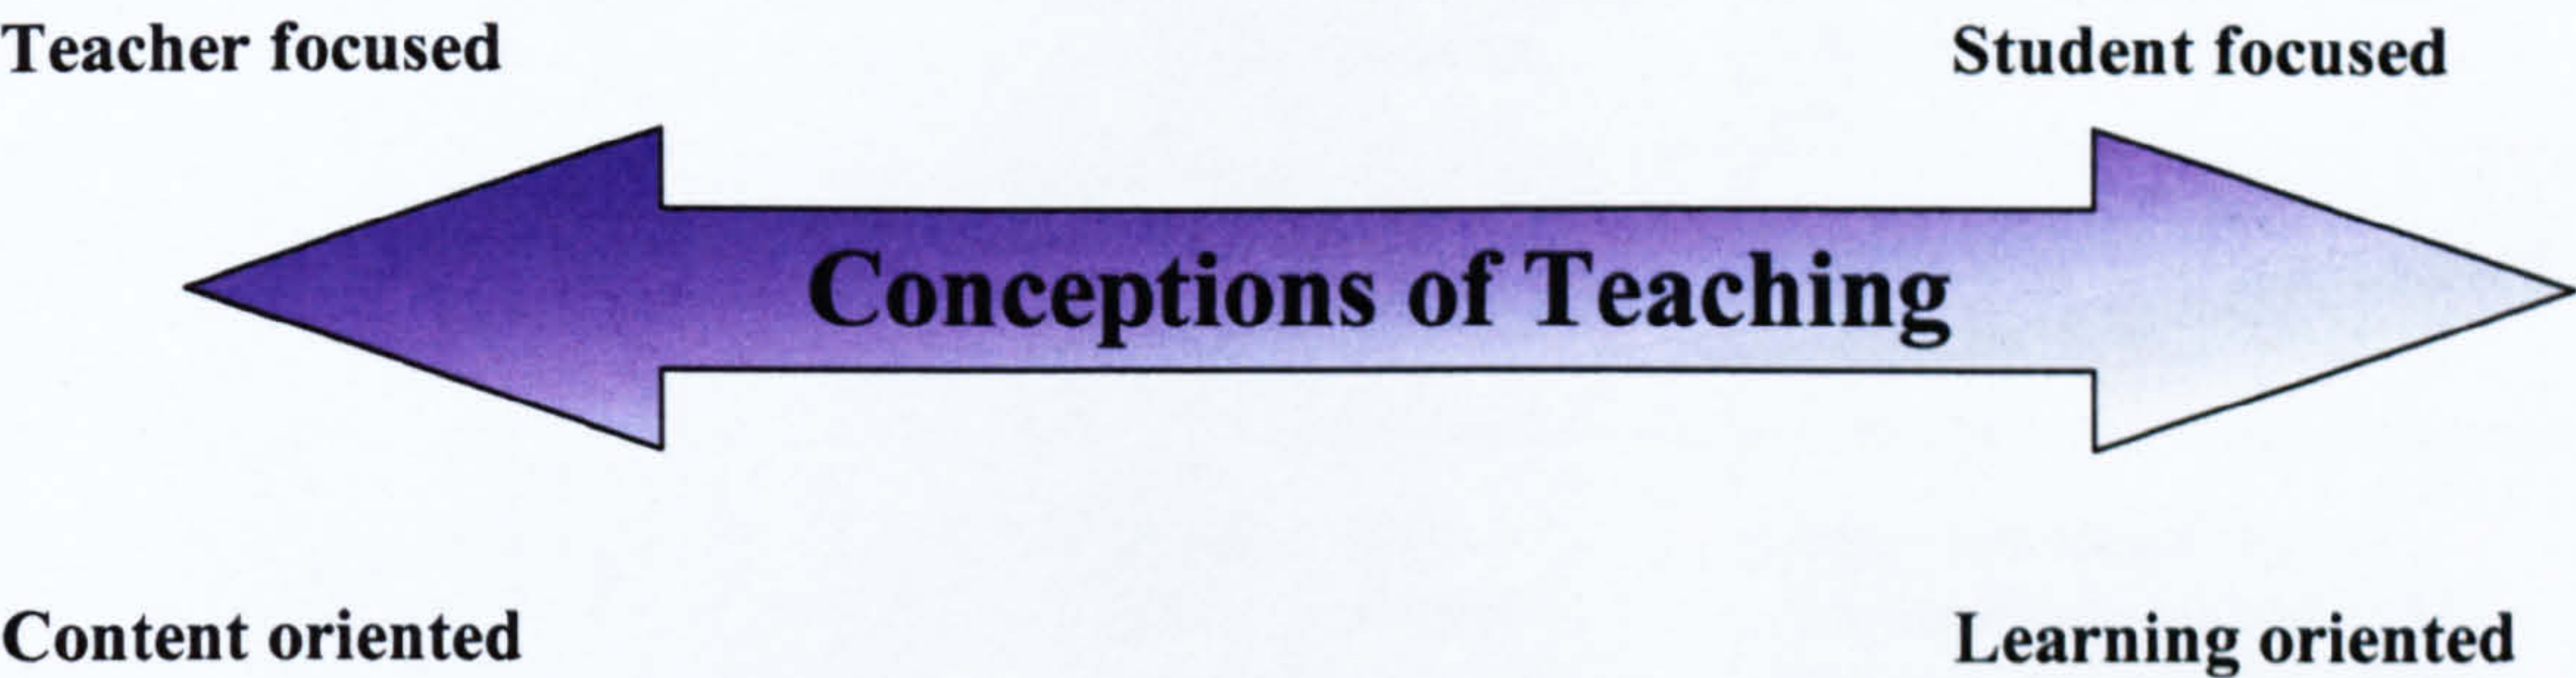 Teacher focused
Student focused
Conceptions of Teaching
Content oriented
Learning oriented